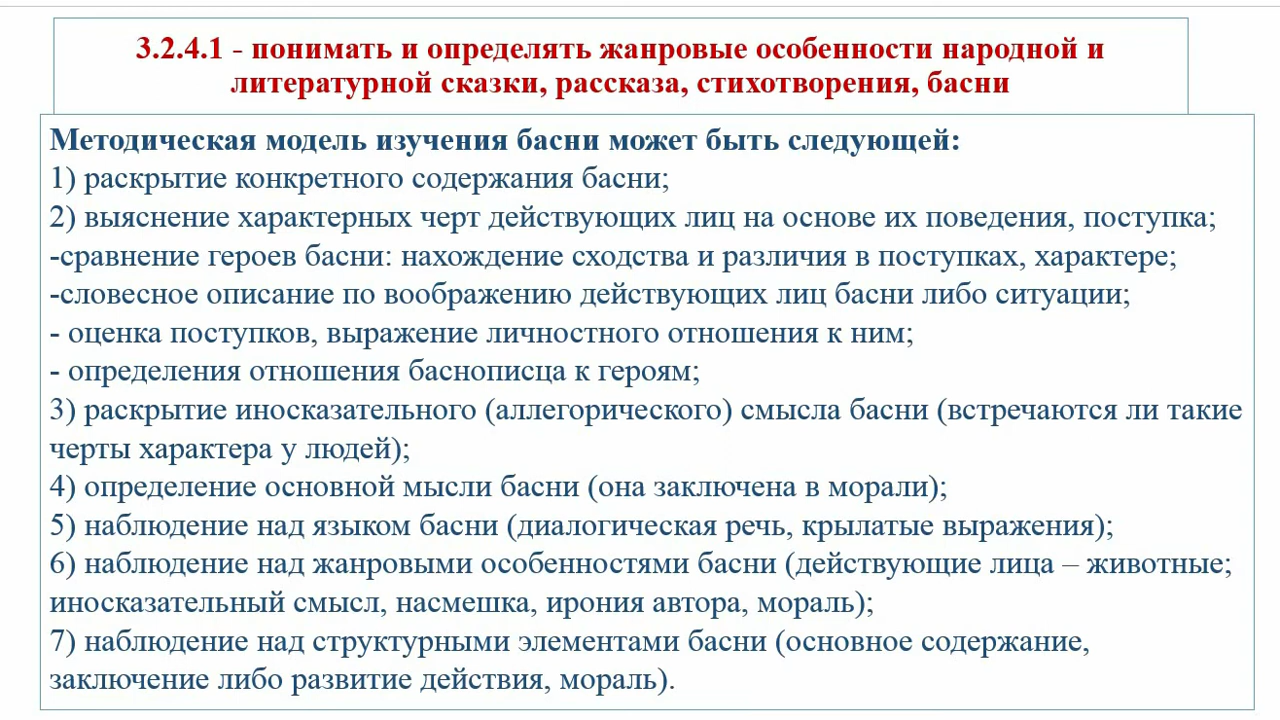 3.2.4.1 - понимать и определять жанровые особенности народной и
литературной сказки, рассказа, стихотворения, басни
Методическая модель изучения басни может быть следующей:
1) раскрытие конкретного содержания басни;
2) выяснение характерных черт действующих лиц на основе их поведения, поступка;
-сравнение героев басни: нахождение сходства и различия в поступках, характере;
-словесное описание по воображению действующих лиц басни либо ситуации;
- оценка поступков, выражение личностного отношения к ним;
- определения отношения баснописца к героям;
3) раскрытие иносказательного (аллегорического) смысла басни (встречаются ли такие
черты характера у людей);
4) определение основной мысли басни (она заключена в морали);
5) наблюдение над языком басни (диалогическая речь, крылатые выражения);
6) наблюдение над жанровыми особенностями басни (действующие лица – животные;
иносказательный смысл, насмешка, ирония автора, мораль);
7) наблюдение над структурными элементами басни (основное содержание,
заключение либо развитие действия, мораль).